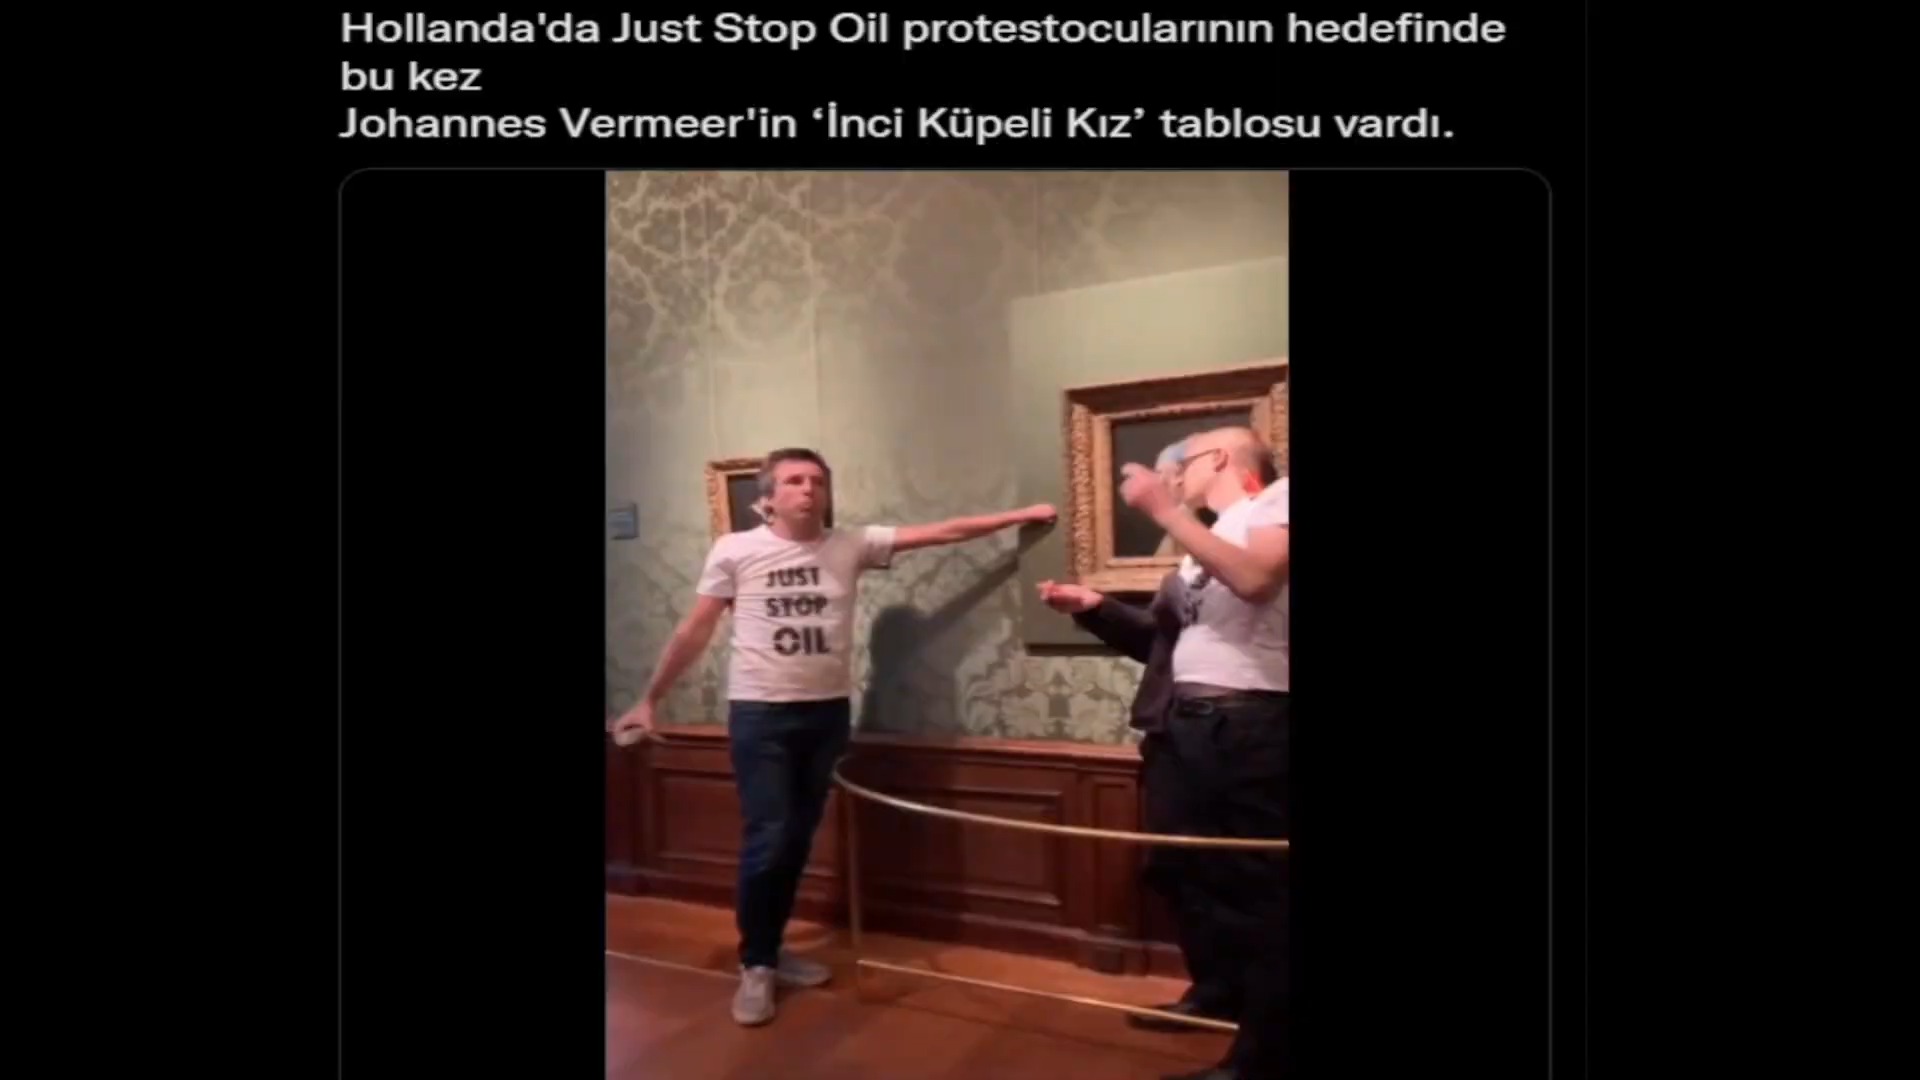 Hollanda'da Just Stop Oil protestocularının hedefinde
bu kez
Johannes Vermeer'in ‘İnci Küpeli Kız’ tablosu vardı.
JUST
STOP
OIL